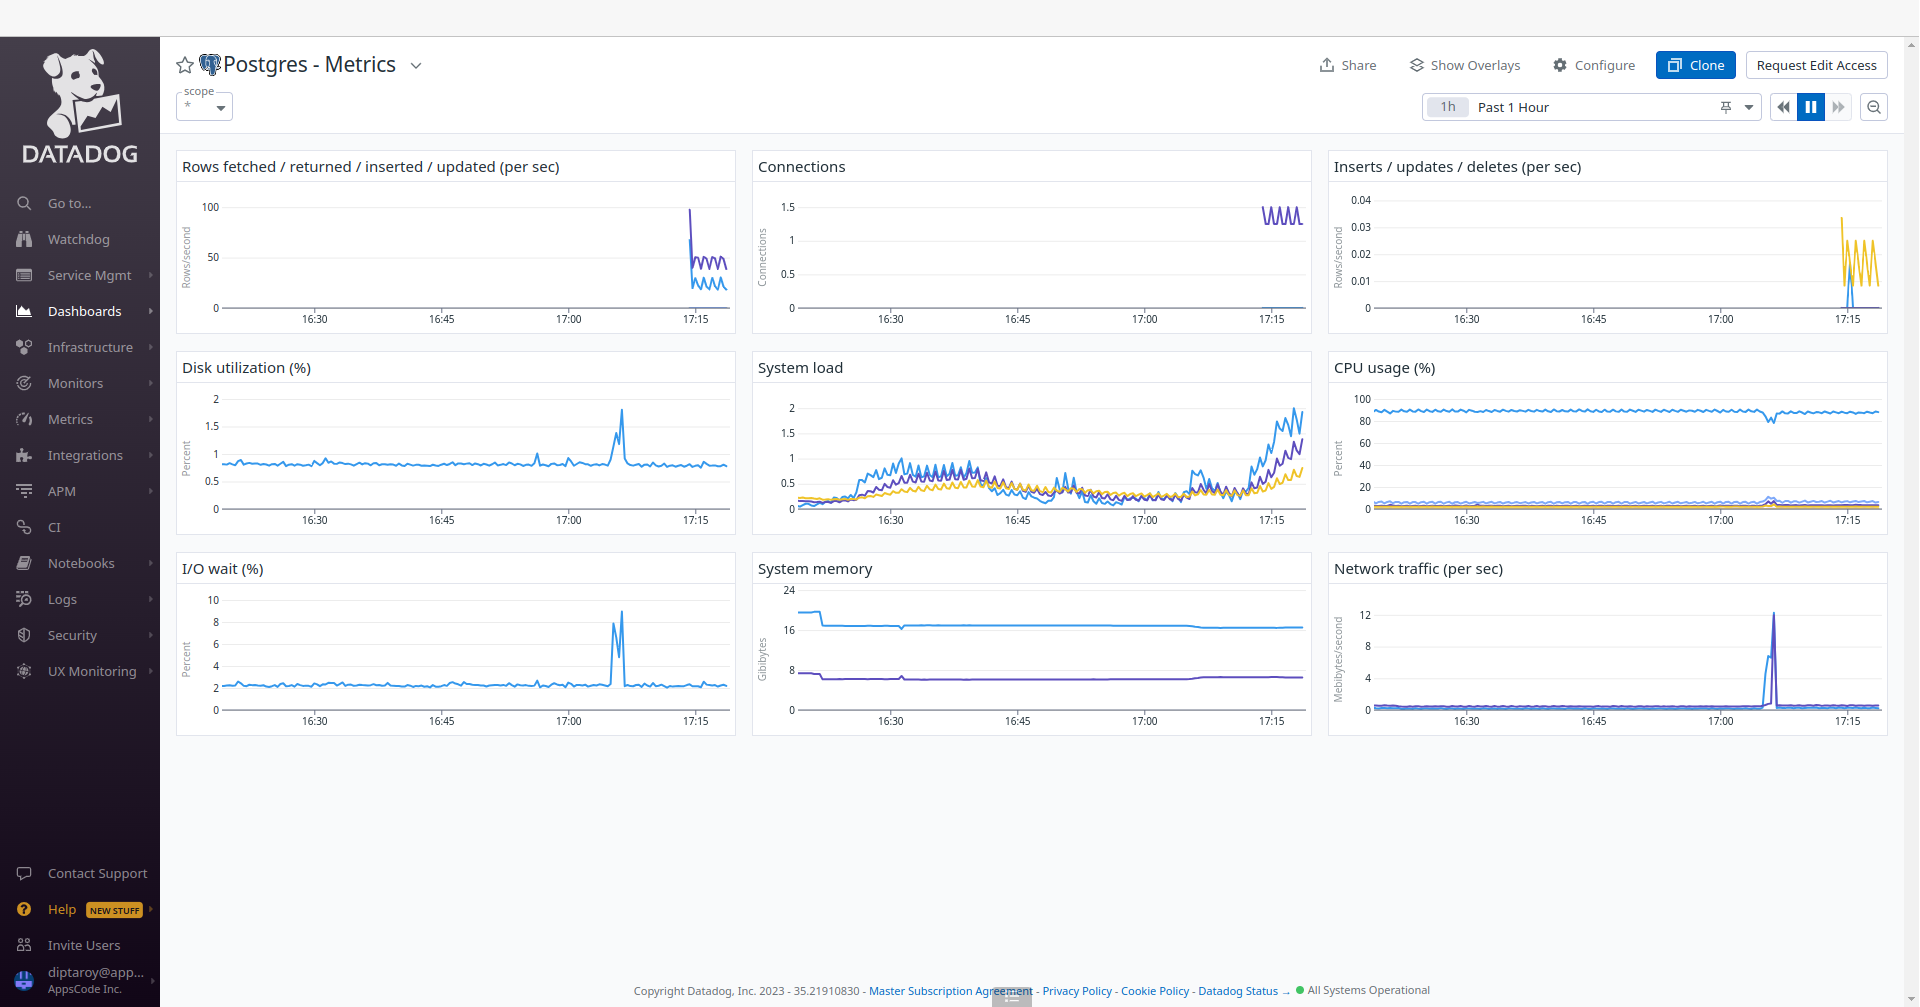 DATADOG
Go to...
Watchdog
Service Mgmt
Dashboards
Infrastructure
Monitors
Metrics
Integrations
APM
CI
Notebooks
Logs
Security
UX Monitoring
Contact Support
Help NEW STUFF
Invite Users
diptaroy@app...
AppsCode Inc.
Postgres - Metrics
Share
Show Overlays
Configure
Clone
Request Edit Access
scope
*
1h Past 1 Hour
Rows fetched / returned / inserted / updated (per sec)
Rows/second
100
50
0
16:30 16:45 17:00 17:15
Connections
Connections
1.5
1
0.5
0
16:30 16:45 17:00 17:15
Inserts / updates / deletes (per sec)
Rows/second
0.04
0.03
0.02
0.01
0
16:30 16:45 17:00 17:15
Disk utilization (%)
Percent
2
1.5
1
0.5
0
16:30 16:45 17:00 17:15
System load
2
1.5
1
0.5
0
16:30 16:45 17:00 17:15
CPU usage (%)
Percent
100
80
60
40
20
0
16:30 16:45 17:00 17:15
I/O wait (%)
Percent
10
8
6
4
2
0
16:30 16:45 17:00 17:15
System memory
Gibibytes
24
16
8
0
16:30 16:45 17:00 17:15
Network traffic (per sec)
Mebibytes/second
12
8
4
0
16:30 16:45 17:00 17:15
Copyright Datadog, Inc. 2023 - 35.21910830 - Master Subscription Agreement - Privacy Policy - Cookie Policy - Datadog Status → All Systems Operational